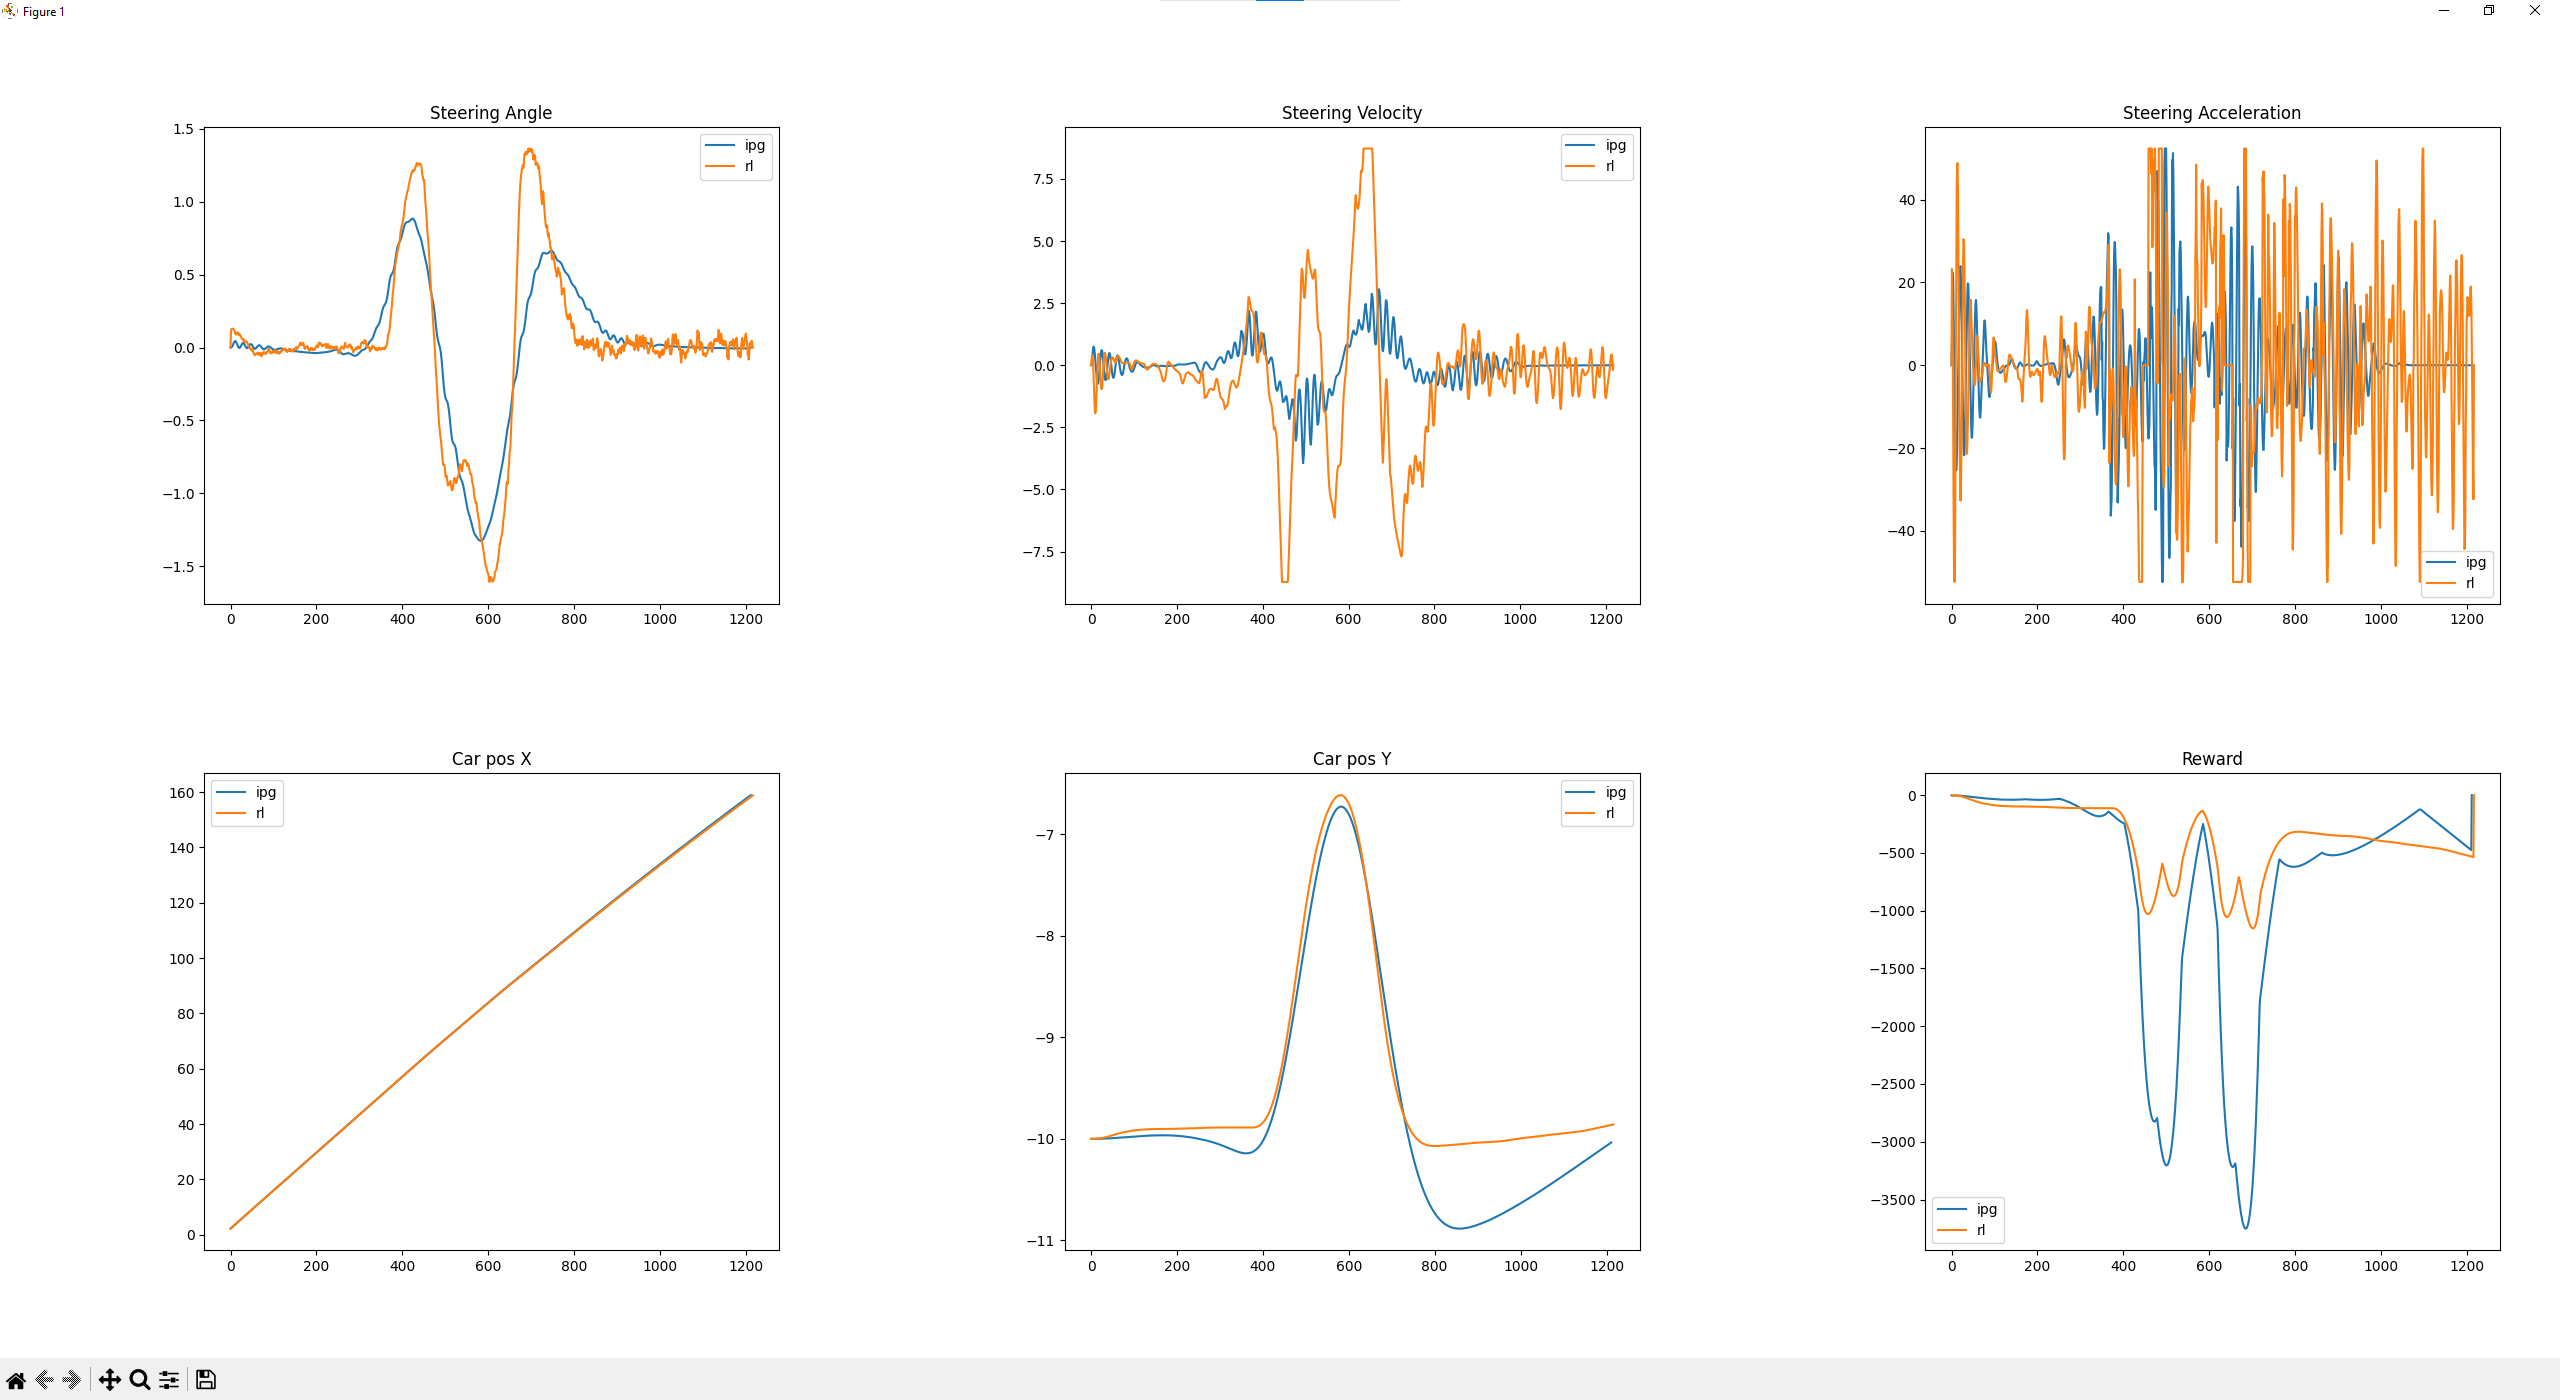 Figure 1
Steering Angle
1.5
1.0
0.5
0.0
−0.5
−1.0
−1.5
0 200 400 600 800 1000 1200
ipg
rl
Steering Velocity
7.5
5.0
2.5
0.0
−2.5
−5.0
−7.5
0 200 400 600 800 1000 1200
ipg
rl
Steering Acceleration
40
20
0
−20
−40
0 200 400 600 800 1000 1200
ipg
rl
Car pos X
160
140
120
100
80
60
40
20
0
0 200 400 600 800 1000 1200
ipg
rl
Car pos Y
−7
−8
−9
−10
−11
0 200 400 600 800 1000 1200
ipg
rl
Reward
0
−500
−1000
−1500
−2000
−2500
−3000
−3500
0 200 400 600 800 1000 1200
ipg
rl